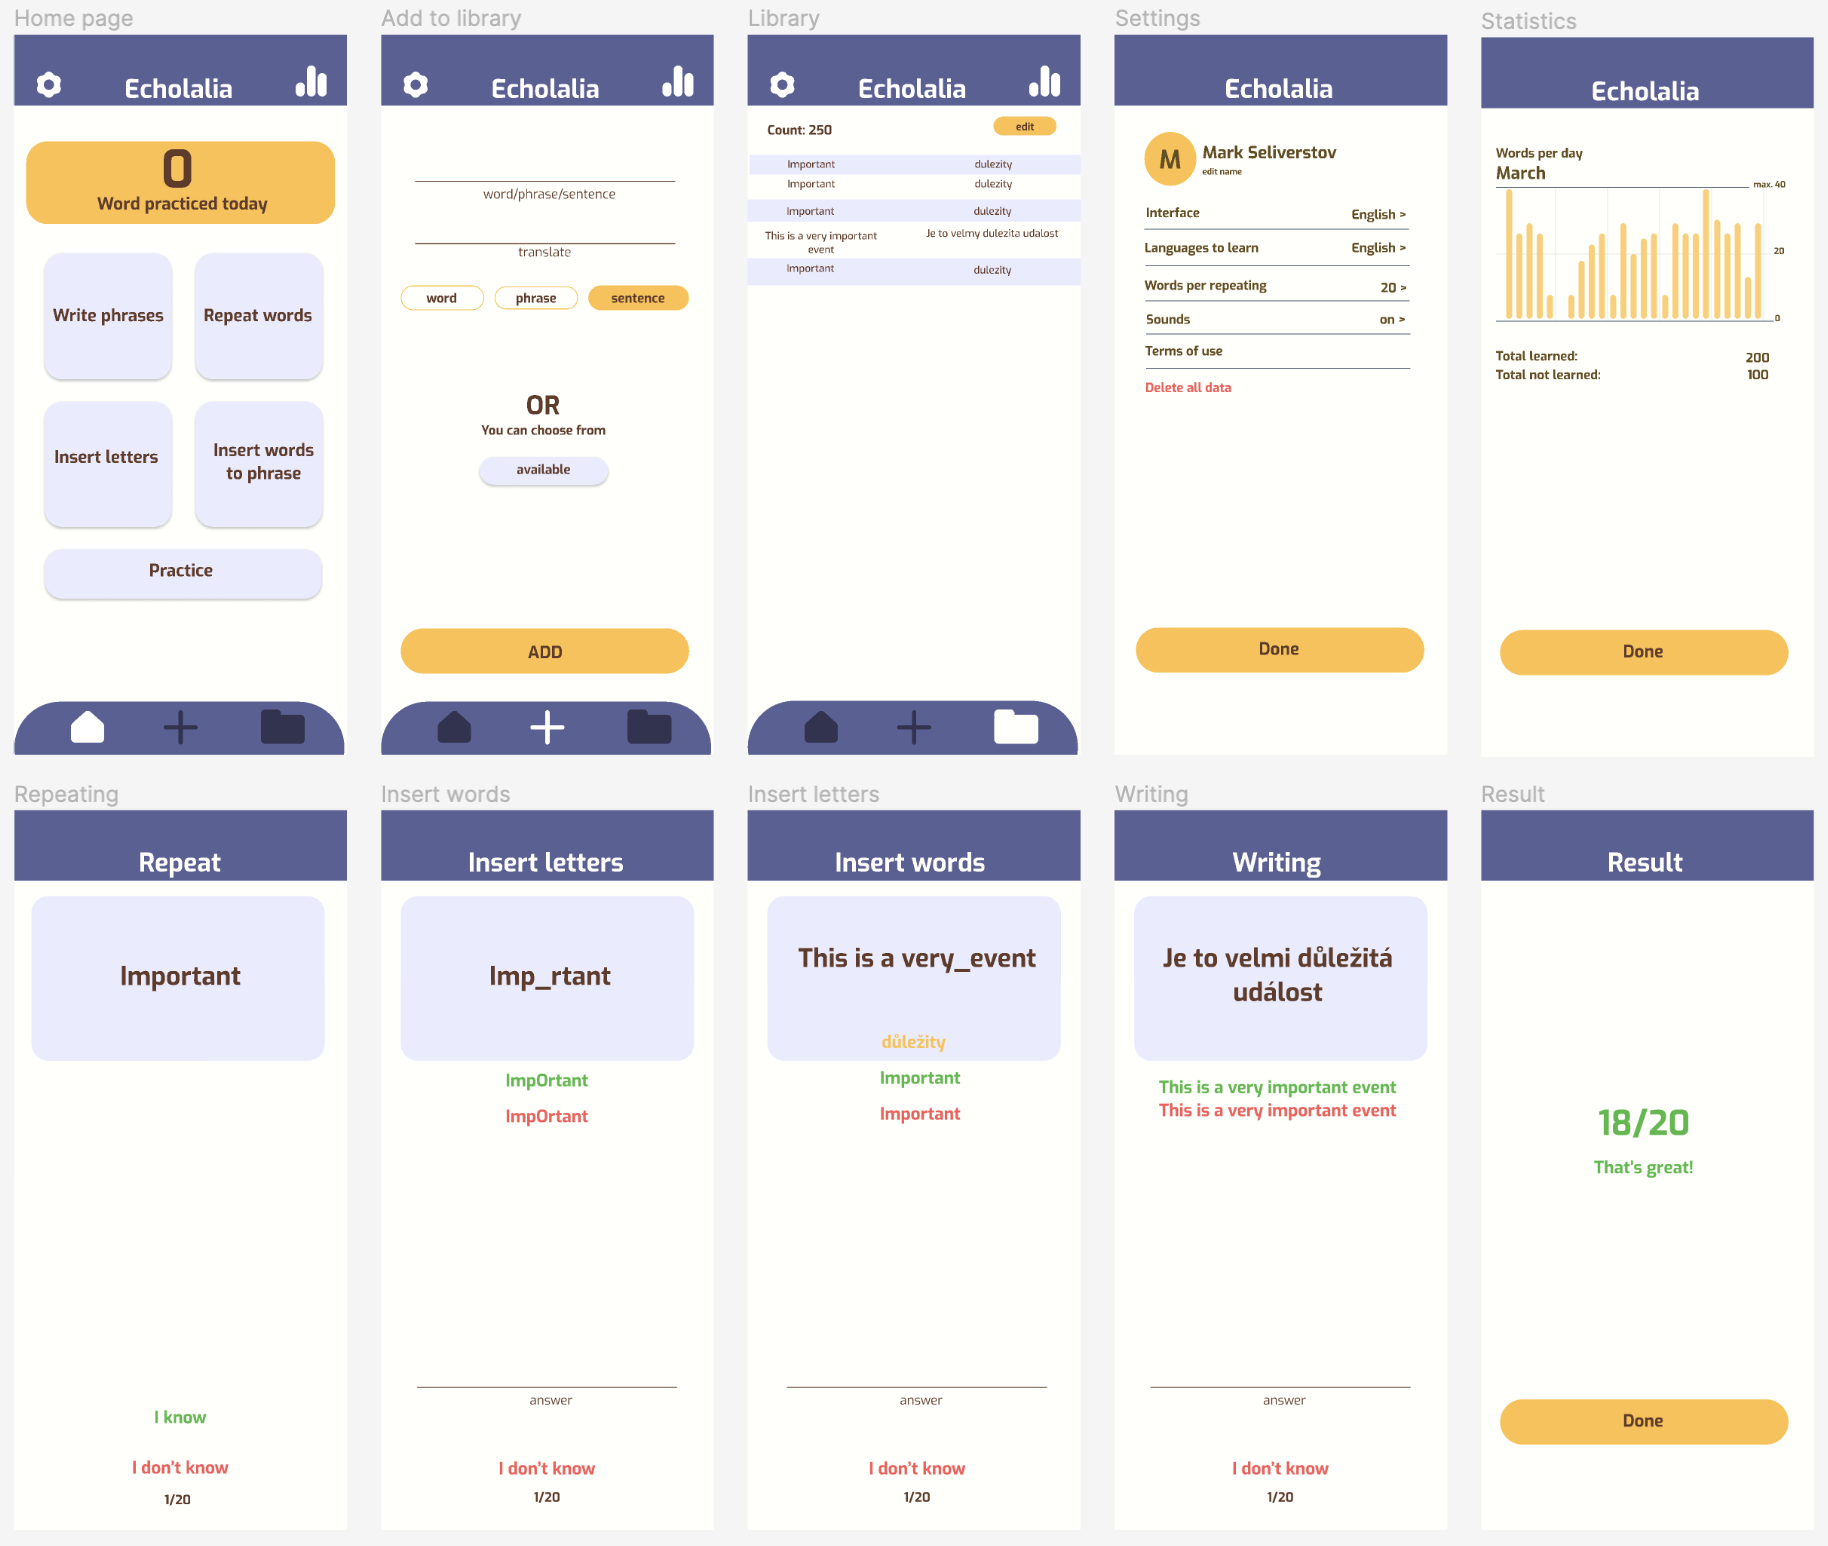 Home page
Echolalia
0
Word practiced today
Write phrases
Repeat words
Insert letters
Insert words
to phrase
Practice
Add to library
Echolalia
word/phrase/sentence
translate
word
phrase
sentence
OR
You can choose from
available
ADD
Library
Echolalia
Count: 250
edit
Important
dulezity
Important
dulezity
Important
dulezity
This is a very important
event
Je to velmy dulezita udalost
Important
dulezity
Settings
Echolalia
M
Mark Seliverstov
edit name
Interface
English >
Languages to learn
English >
Words per repeating
20 >
Sounds
on >
Terms of use
Delete all data
Done
Statistics
Echolalia
Words per day
March
max. 40
20
0
Total learned:
200
Total not learned:
100
Done
Repeating
Repeat
Important
I know
I don't know
1/20
Insert words
Insert letters
Imp_rtant
ImpOrtant
ImpOrtant
answer
I don't know
1/20
Insert letters
Insert words
This is a very_event
důležity
Important
Important
answer
I don't know
1/20
Writing
Writing
Je to velmi důležitá
událost
This is a very important event
This is a very important event
answer
I don't know
1/20
Result
Result
18/20
That's great!
Done